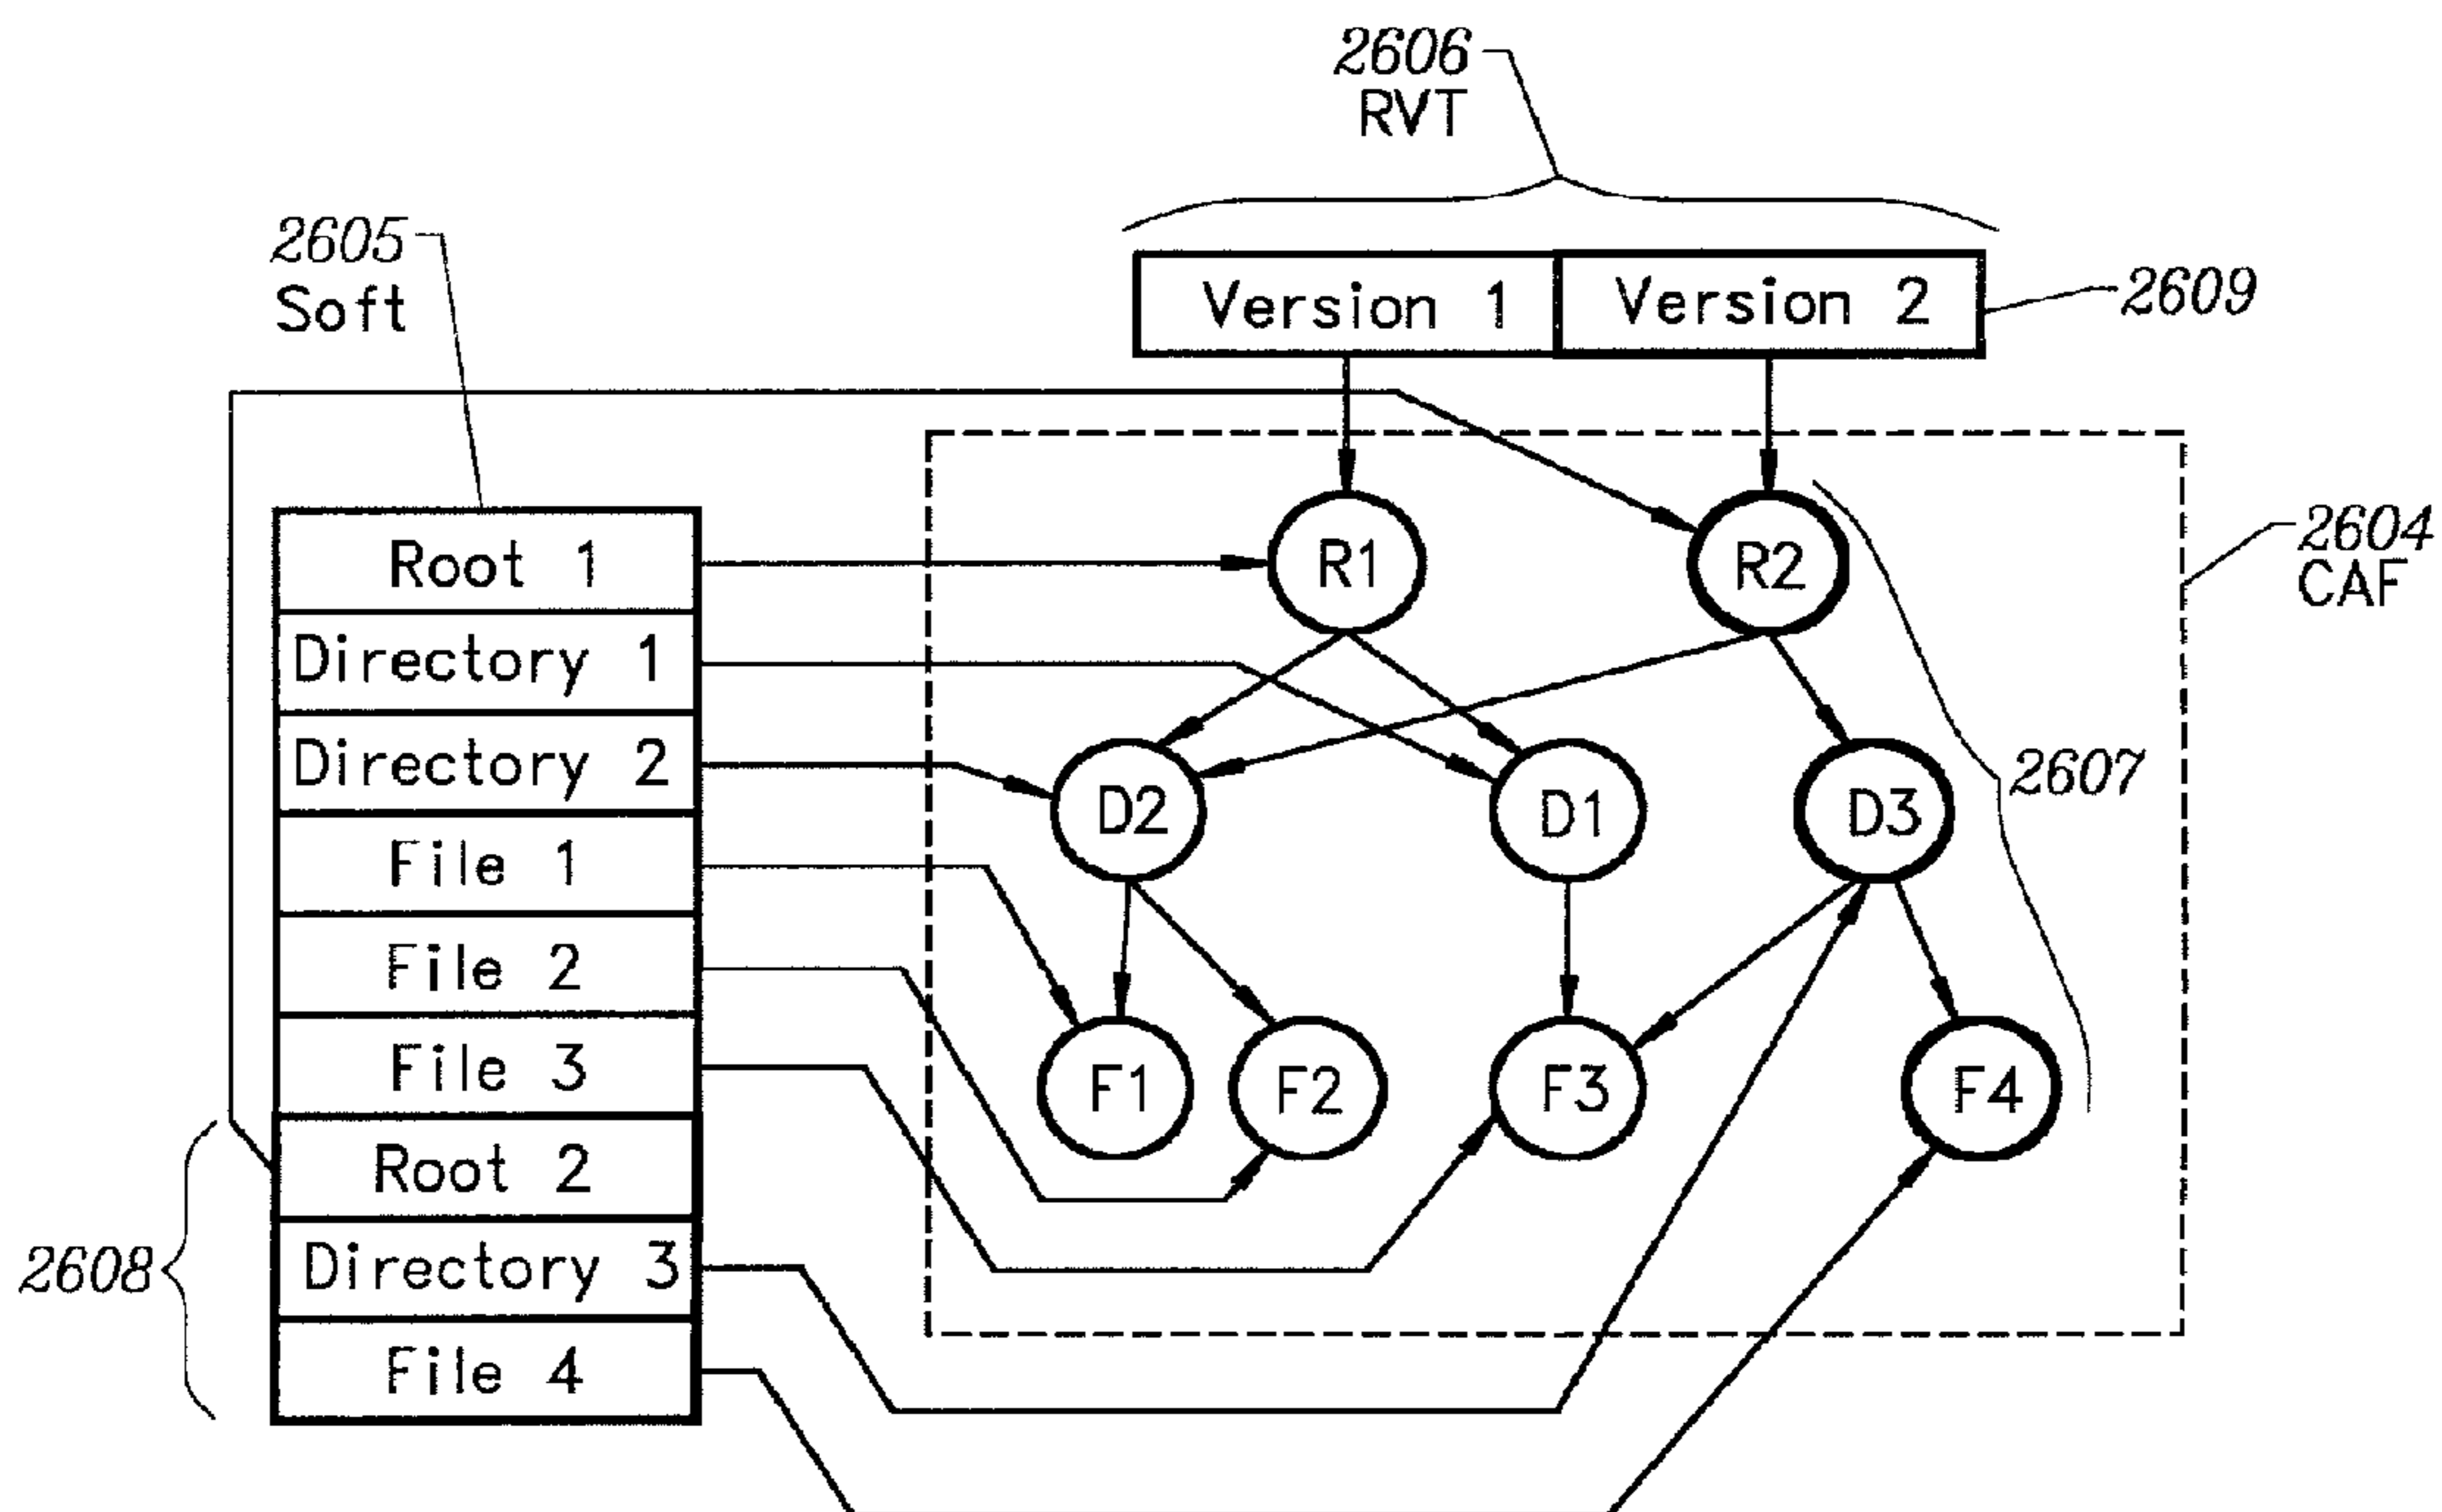 2606
RVT
2605
Soft
Version 1
Version 2
2609
2604
CAF
Root 1
Directory 1
Directory 2
File 1
File 2
File 3
Root 2
Directory 3
File 4
2608
R1
R2
D2
D1
D3
2607
F1
F2
F3
F4